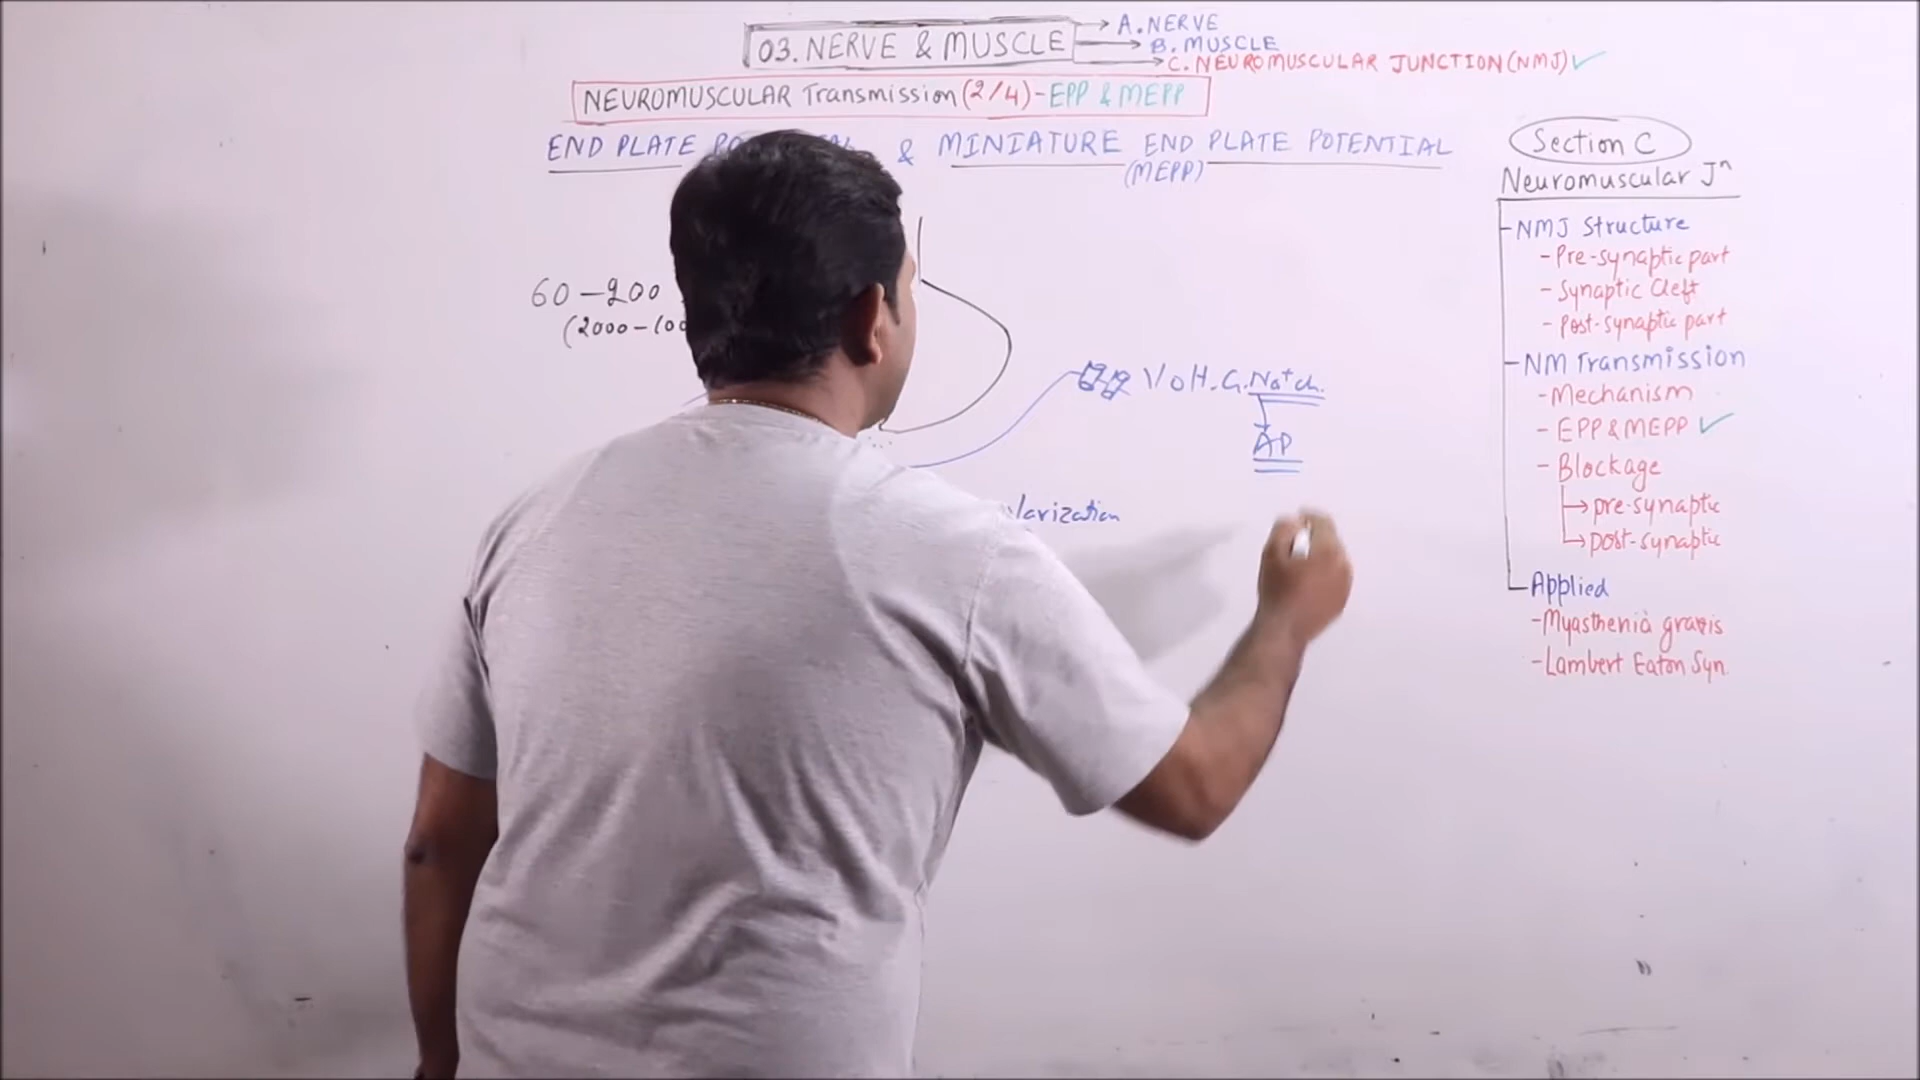 03. NERVE & MUSCLE
A. NERVE
B. MUSCLE
C. NEUROMUSCULAR JUNCTION (NMJ) ✓
NEUROMUSCULAR Transmission (2/4) - EPP & MEPP
END PLATE & MINIATURE END PLATE POTENTIAL
(MEPP)
60 - 200
(2000 -
Volt. G. Na+ ch.
AP
larization
Section C
Neuromuscular Jn
NMJ Structure
- Pre-synaptic part
- Synaptic Cleft
- Post-synaptic part
NM Transmission
- Mechanism
- EPP & MEPP ✓
- Blockage
→ pre-synaptic
→ post-synaptic
Applied
- Myasthenia gravis
- Lambert Eaton Syn.